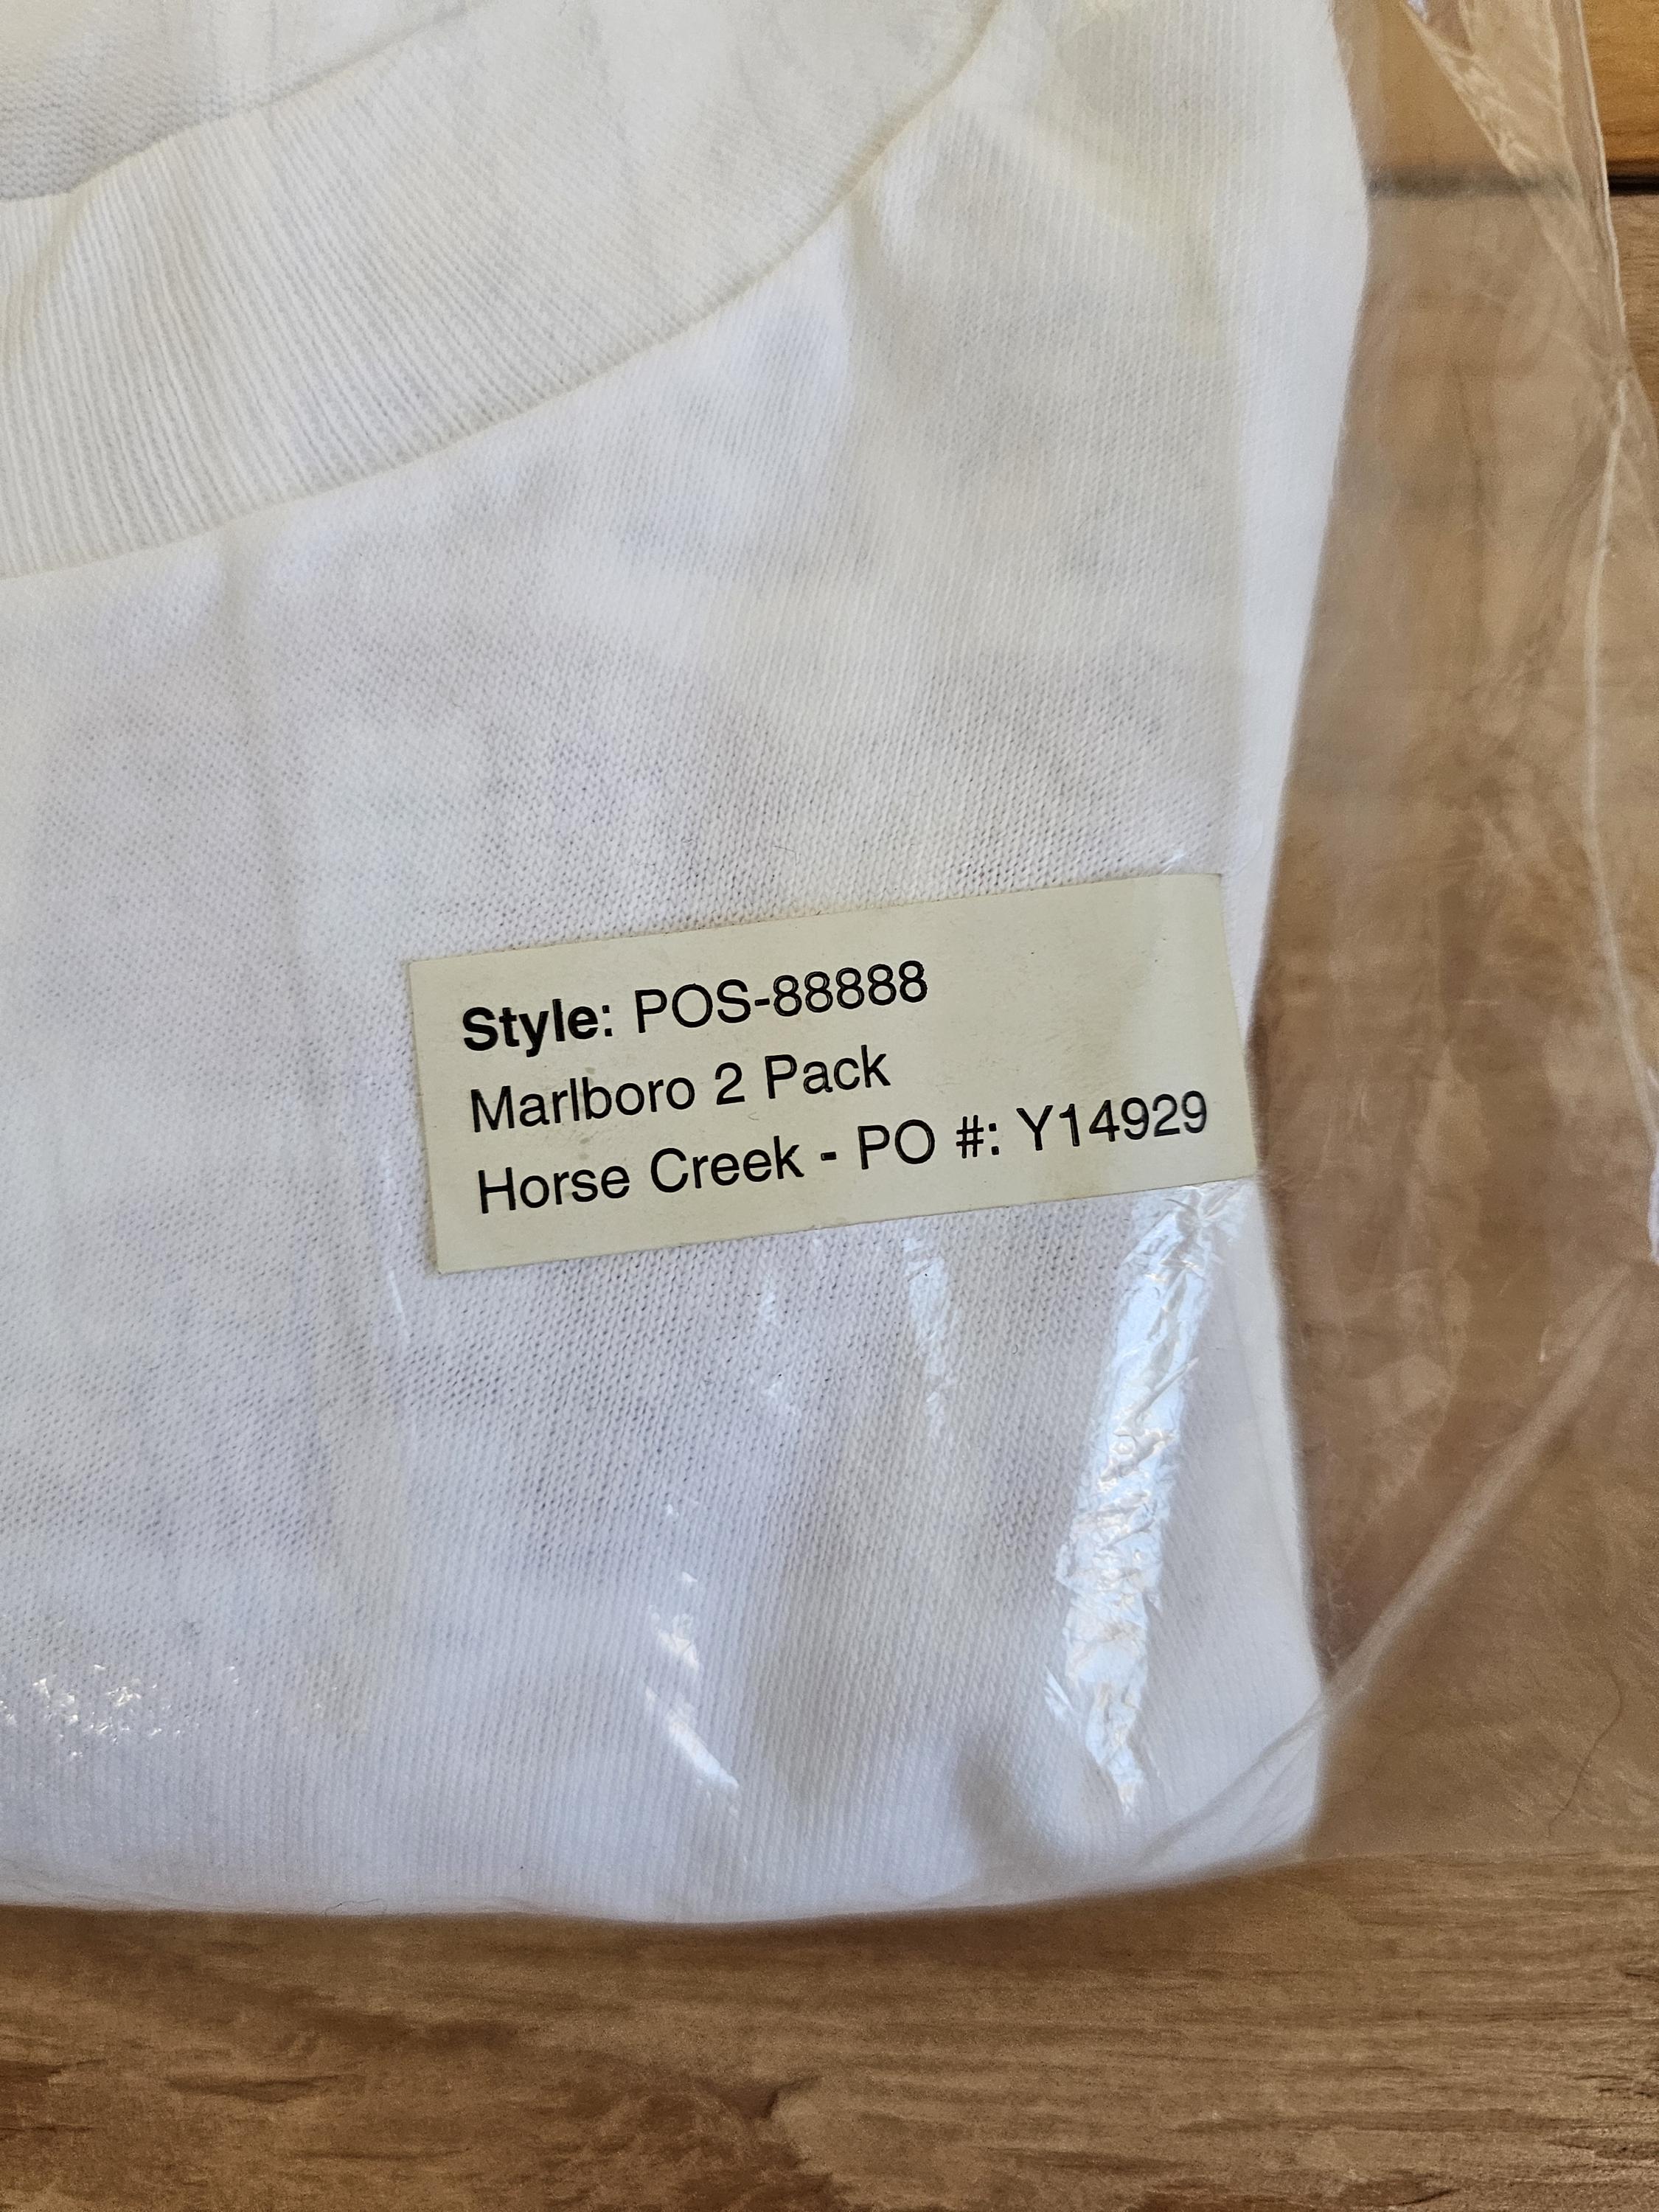 Style: POS-88888
Marlboro 2 Pack
Horse Creek - PO #: Y14929